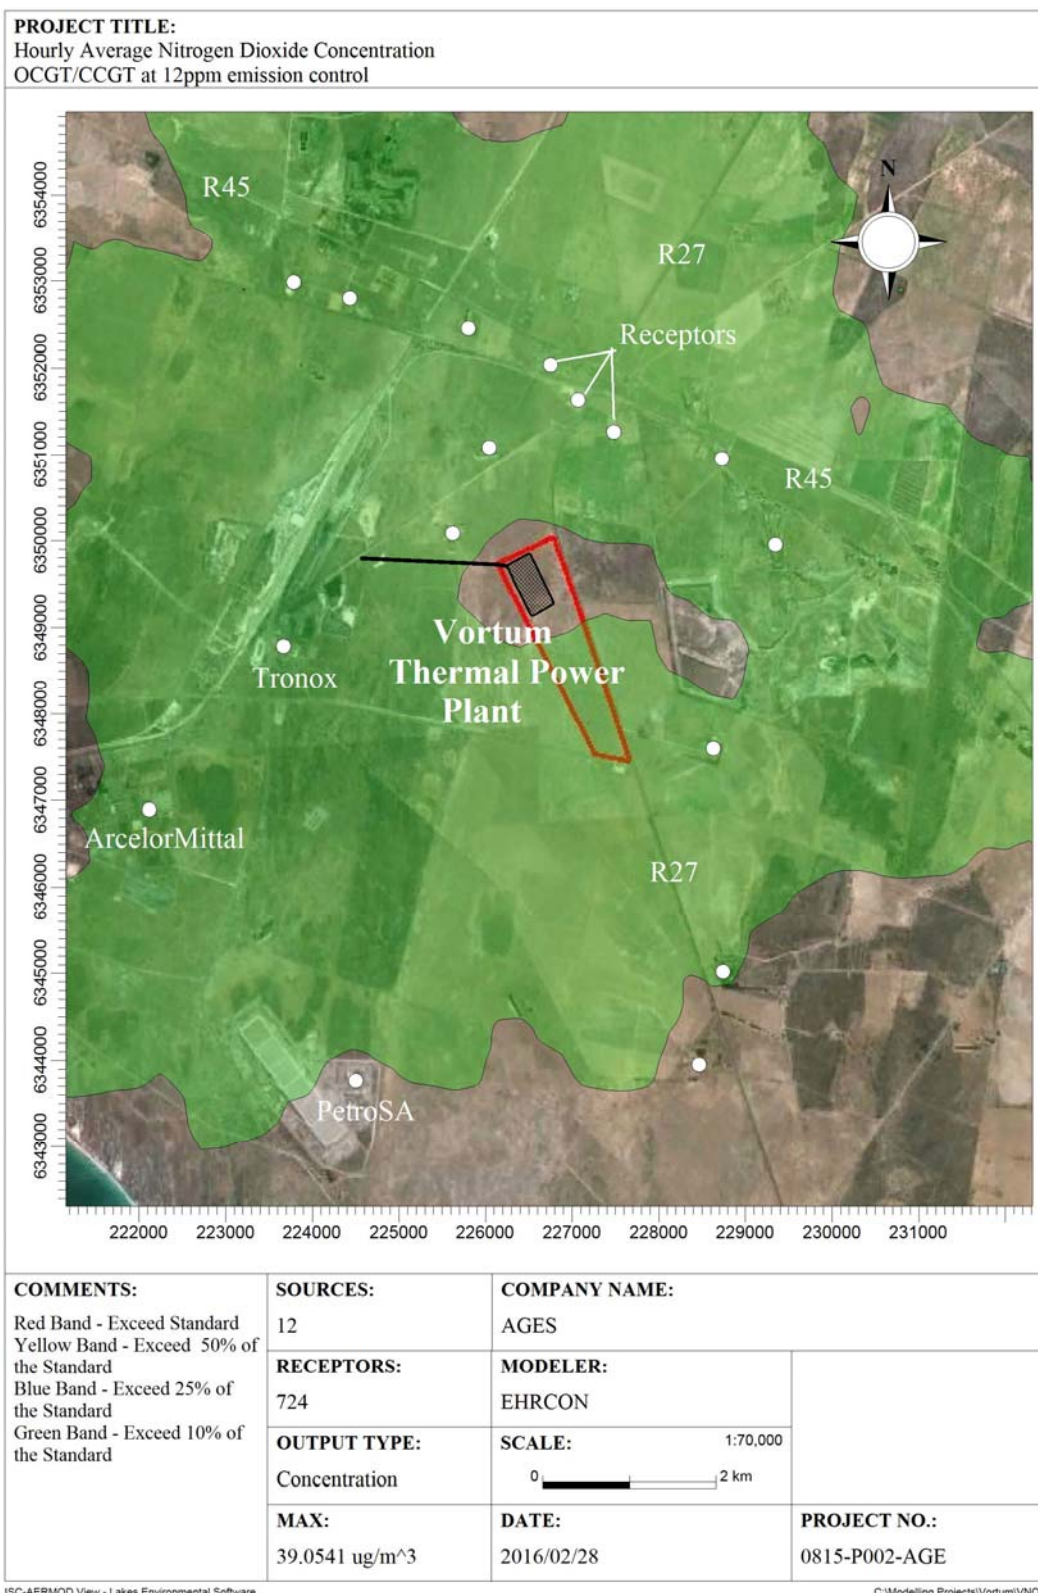 PROJECT TITLE:
Hourly Average Nitrogen Dioxide Concentration
OCGT/CCGT at 12ppm emission control
N
R45
R27
Receptors
R45
Vortum
Thermal Power
Plant
Tronox
ArcelorMittal
R27
PetroSA
6354000
6353000
6352000
6351000
6350000
6349000
6348000
6347000
6346000
6345000
6344000
6343000
222000 223000 224000 225000 226000 227000 228000 229000 230000 231000
COMMENTS:
Red Band - Exceed Standard
Yellow Band - Exceed 50% of
the Standard
Blue Band - Exceed 25% of
the Standard
Green Band - Exceed 10% of
the Standard
SOURCES:
12
COMPANY NAME:
AGES
RECEPTORS:
724
MODELER:
EHRCON
OUTPUT TYPE:
Concentration
SCALE: 1:70,000
0 2 km
MAX:
39.0541 ug/m^3
DATE:
2016/02/28
PROJECT NO.:
0815-P002-AGE
ISC-AERMOD View - Lakes Environmental Software